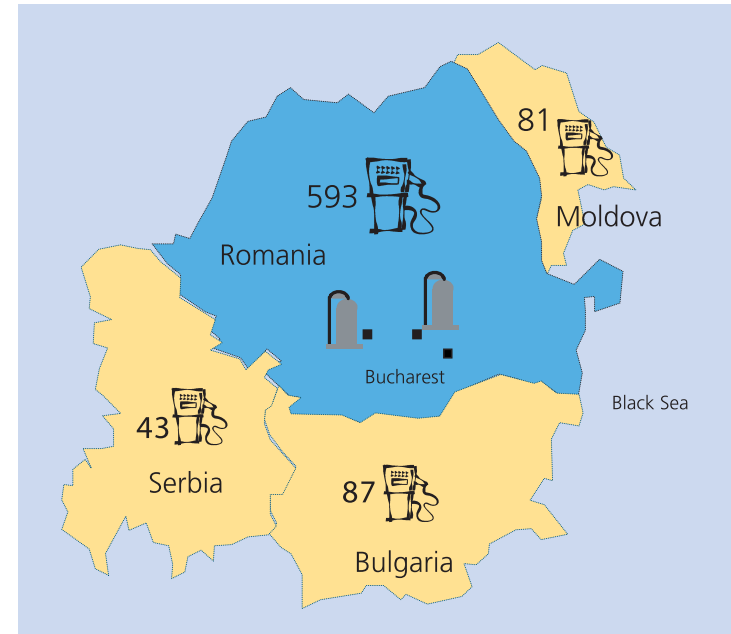 81
593
Moldova
Romania
Bucharest
Black Sea
43
Serbia
87
Bulgaria